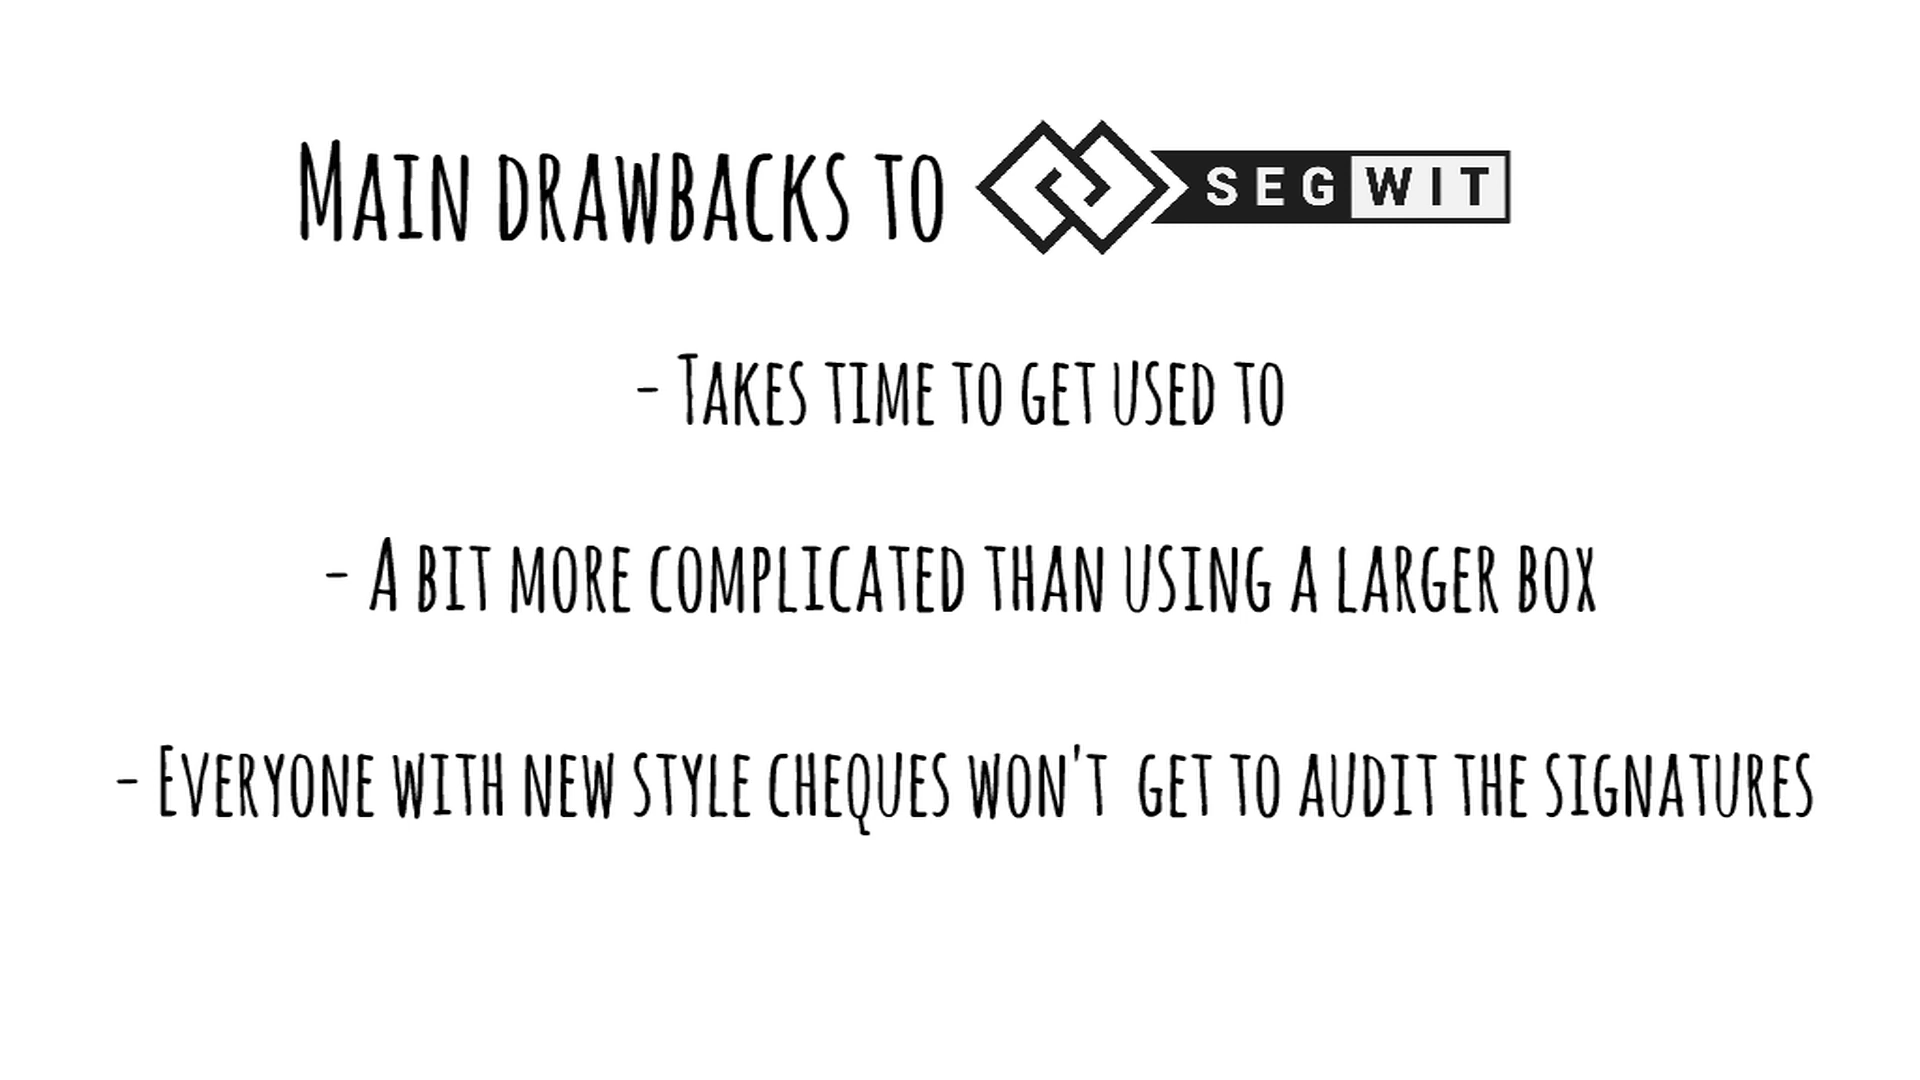 Main drawbacks to SEGWIT
- Takes time to get used to
- A bit more complicated than using a larger box
- Everyone with new style cheques won't get to audit the signatures